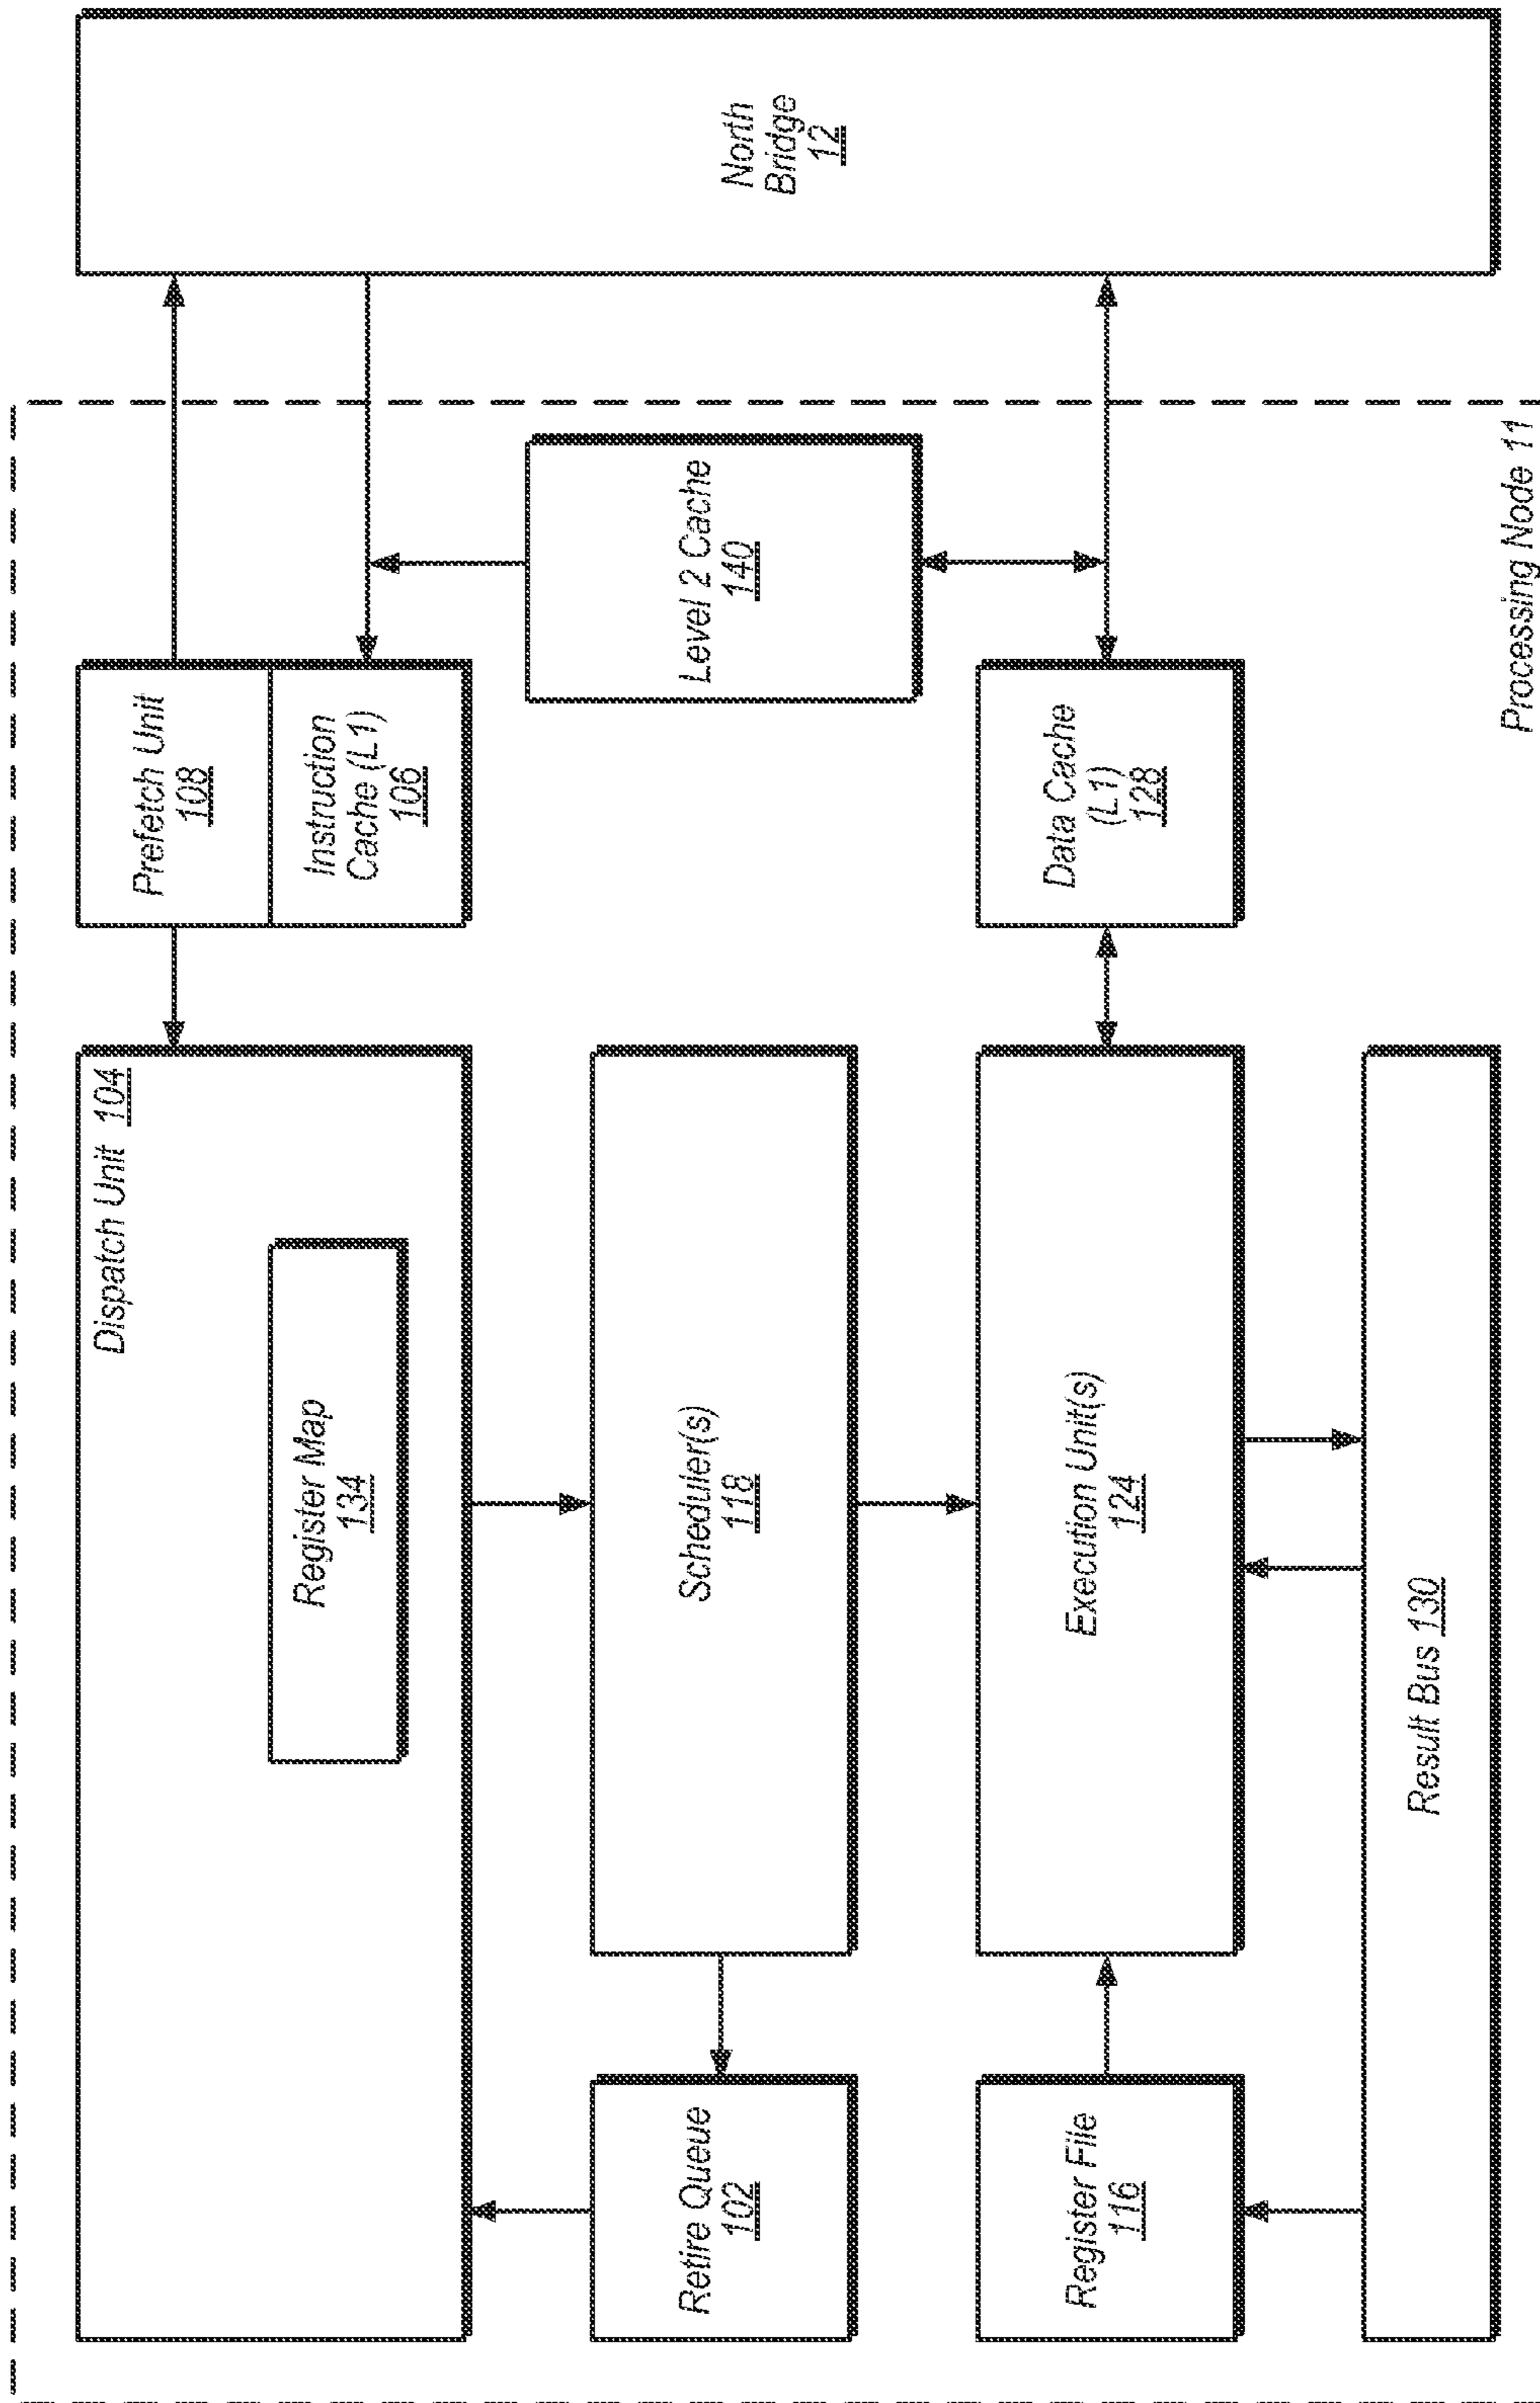 Dispatch Unit 104
Register Map
134
Prefetch Unit
108
Instruction
Cache (L1)
106
North
Bridge
12
Retire Queue
102
Scheduler(s)
118
Level 2 Cache
140
Register File
116
Execution Unit(s)
124
Data Cache
(L1)
128
Result Bus 130
Processing Node 11